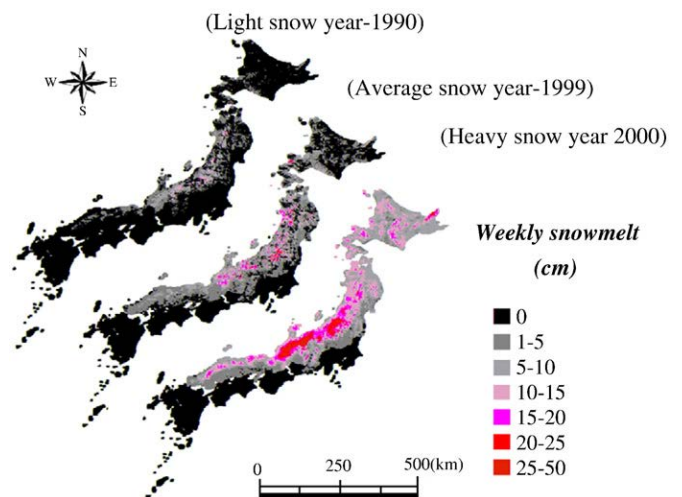 (Light snow year-1990)
(Average snow year-1999)
(Heavy snow year 2000)
N
W E
S
Weekly snowmelt
(cm)
0
1-5
5-10
10-15
15-20
20-25
25-50
0 250 500(km)